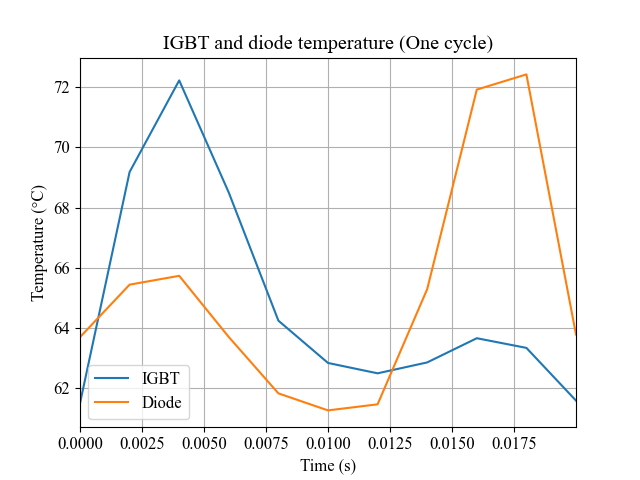 IGBT and diode temperature (One cycle)
Temperature (°C)
72
70
68
66
64
62
IGBT
Diode
0.0000 0.0025 0.0050 0.0075 0.0100 0.0125 0.0150 0.0175
Time (s)